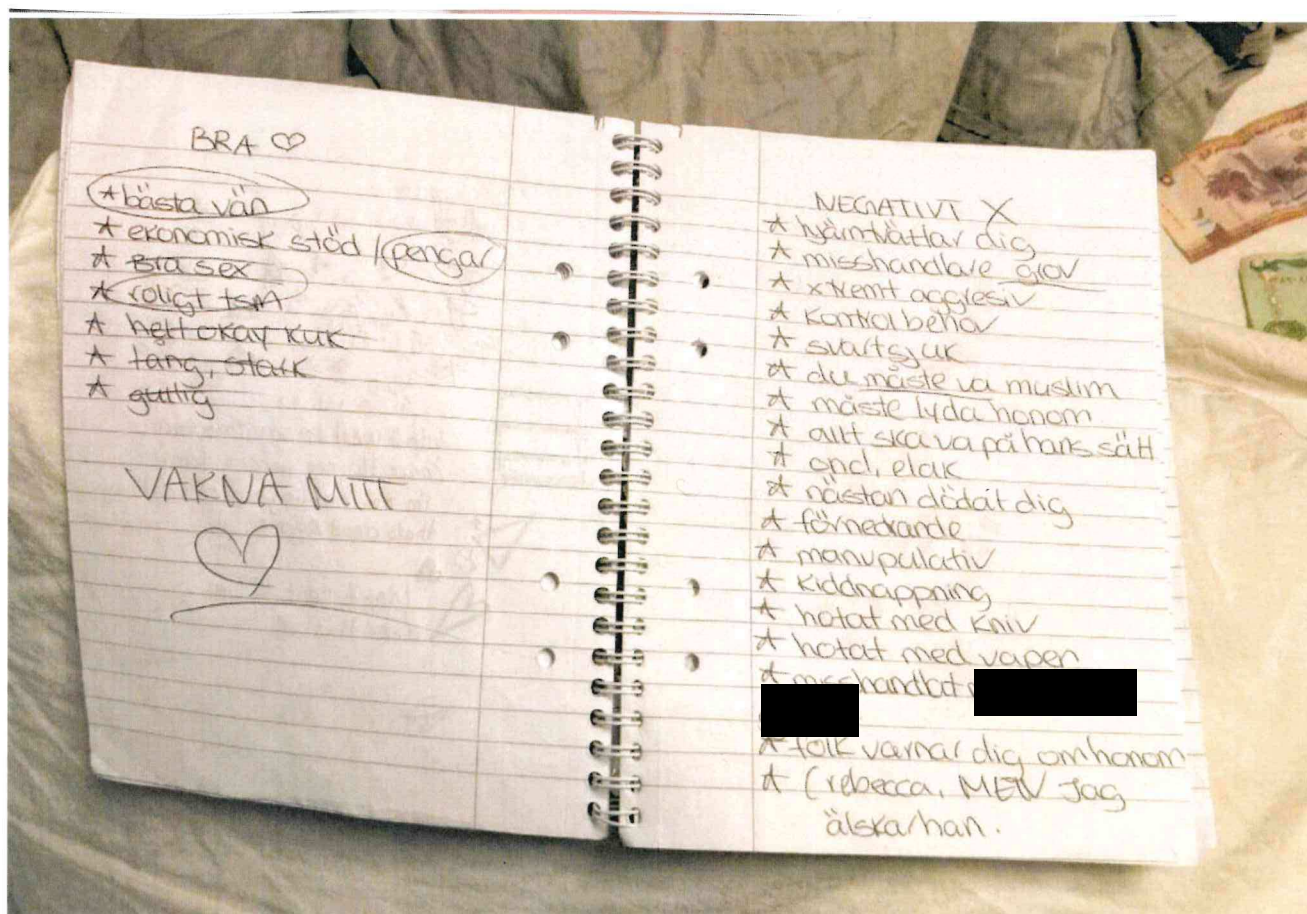 BRA ♡
* bästa vän
* ekonomisk stöd / pengar
* Bra sex
* roligt tsm
* helt okay kuk
* lång, stark
* gullig
VAKNA MITT
♡
NEGATIVT X
* hjärntvättar dig
* misshandlare grov
* xtremt aggresiv
* Kontrol behov
* svartsjuk
* du måste va muslim
* måste lyda honom
* allt ska va på hans sätt
* ond, elak
* nästan dödat dig
* förnedrande
* manupulativ
* Kiddnappning
* hotat med kniv
* hotat med vapen
* misshandlat
* folk varnar dig om honom
* (rebecca, MEN Jag
älskar han.